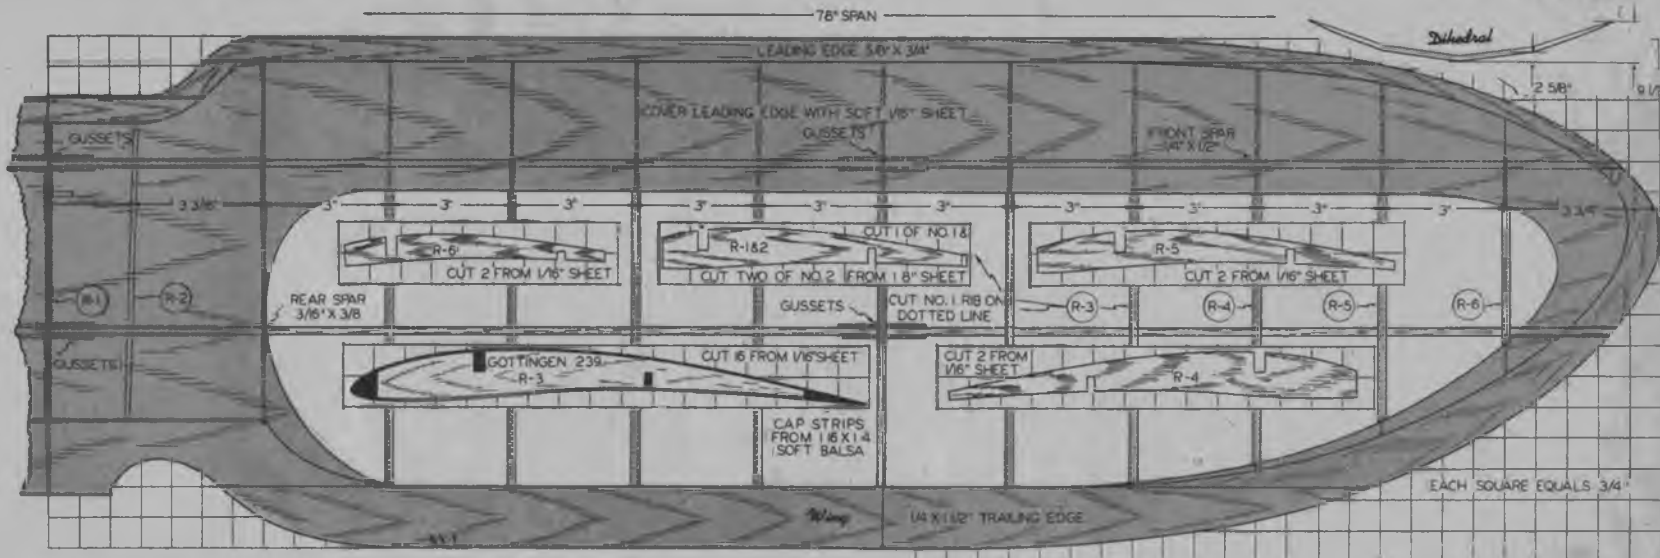 78" SPAN
Dihedral
LEADING EDGE 5/8" X 3/4"
2 5/8"
COVER LEADING EDGE WITH SOFT 1/16" SHEET
GUSSETS
GUSSETS
FRONT SPAR
1/4" X 1/2"
3 3/16"
3"
3"
3"
3"
3"
3"
3"
3"
3"
3"
3 3/4"
R-6
CUT 2 FROM 1/16" SHEET
CUT 1 OF NO. 1 &
R-1&2
CUT TWO OF NO. 2 FROM 1 8" SHEET
R-5
CUT 2 FROM 1/16" SHEET
R-1
R-2
REAR SPAR
3/16" X 3/8
GUSSETS
CUT NO. 1 RIB ON
DOTTED LINE
R-3
R-4
R-5
R-6
GUSSETS
GOTTINGEN 239
R-3
CUT 16 FROM 1/16" SHEET
CUT 2 FROM
1/16" SHEET
R-4
CAP STRIPS
FROM 1 16 X 1 4
SOFT BALSA
EACH SQUARE EQUALS 3/4"
Wing
1/4 X 1 1/2" TRAILING EDGE